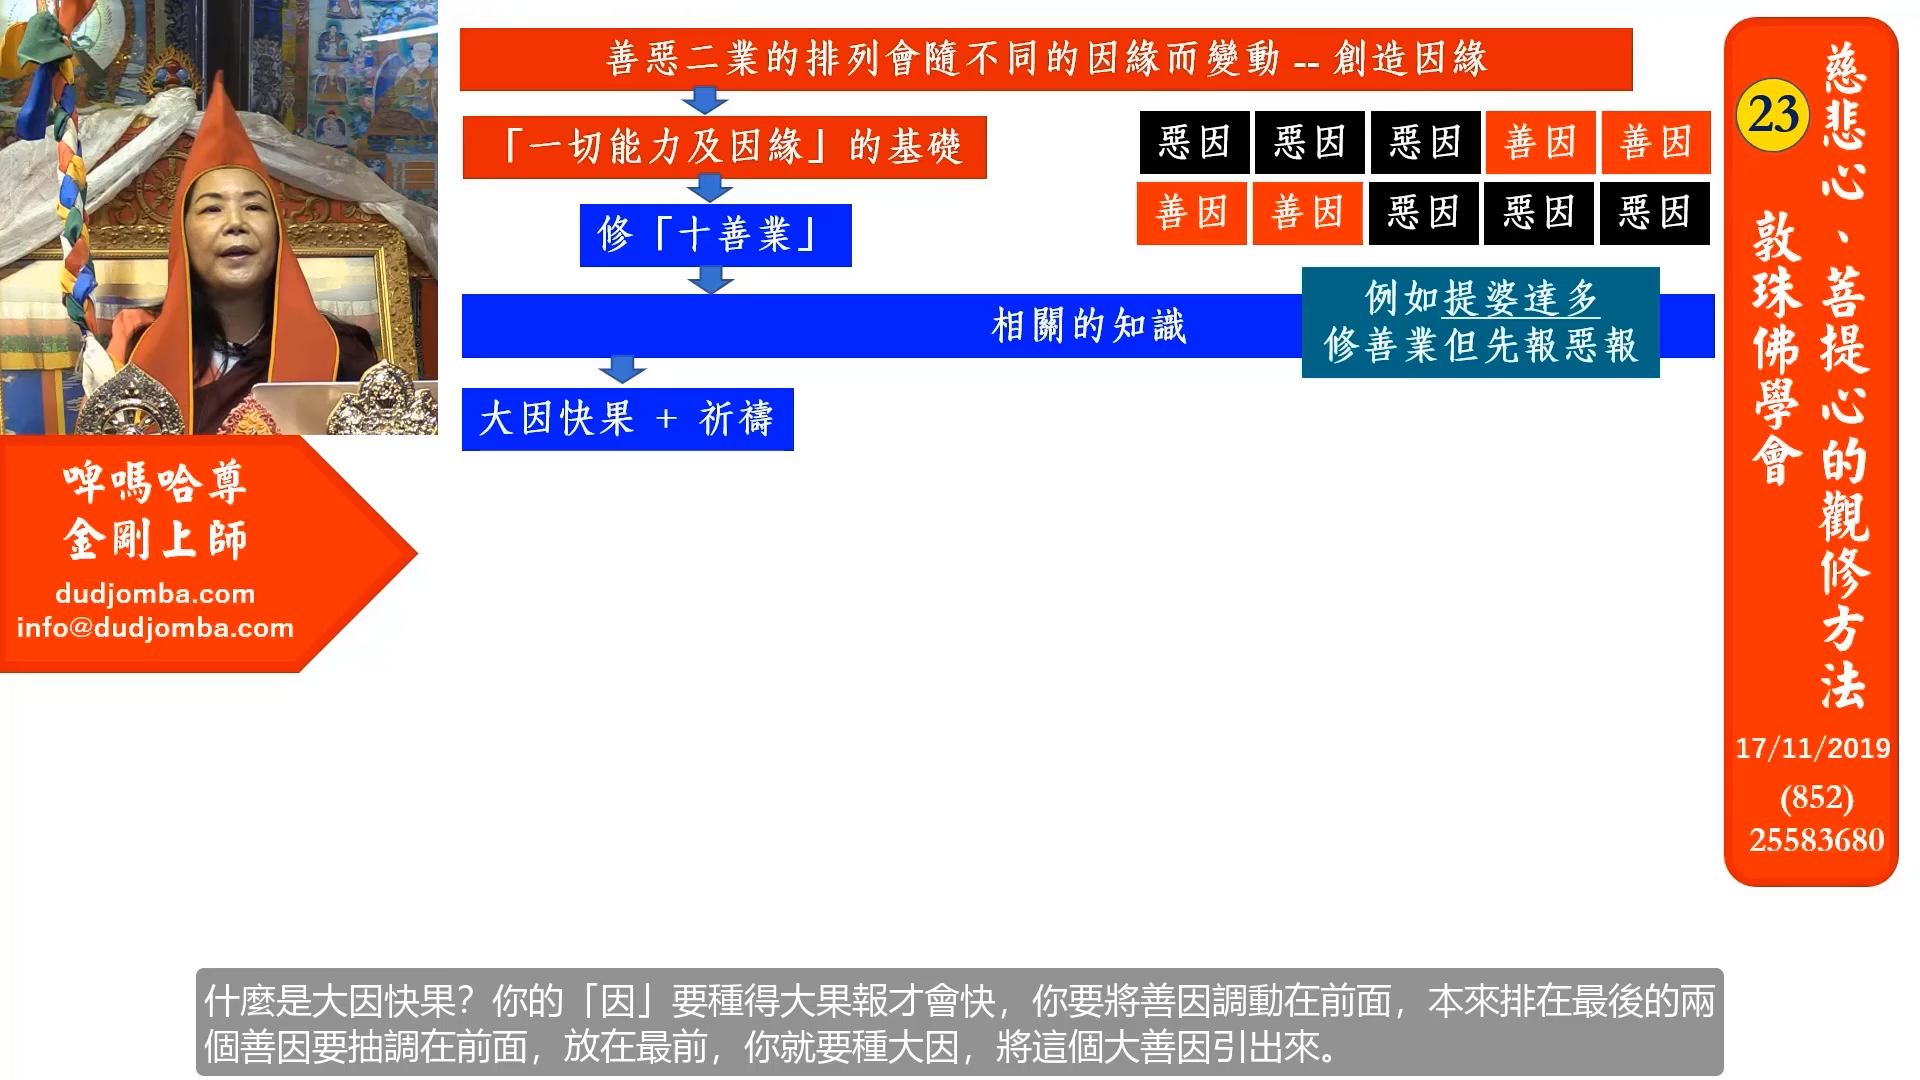 善惡二業的排列會隨不同的因緣而變動 -- 創造因緣
「一切能力及因緣」的基礎
惡因 惡因 惡因 善因 善因
善因 善因 惡因 惡因 惡因
修「十善業」
相關的知識
例如提婆達多
修善業但先報惡報
大因快果 + 祈禱
啤嗎哈尊
金剛上師
dudjomba.com
info@dudjomba.com
23
慈悲心、菩提心的觀修方法
敦珠佛學會
17/11/2019
(852)
25583680
什麼是大因快果？你的「因」要種得大果報才會快，你要將善因調動在前面，本來排在最後的兩
個善因要抽調在前面，放在最前，你就要種大因，將這個大善因引出來。